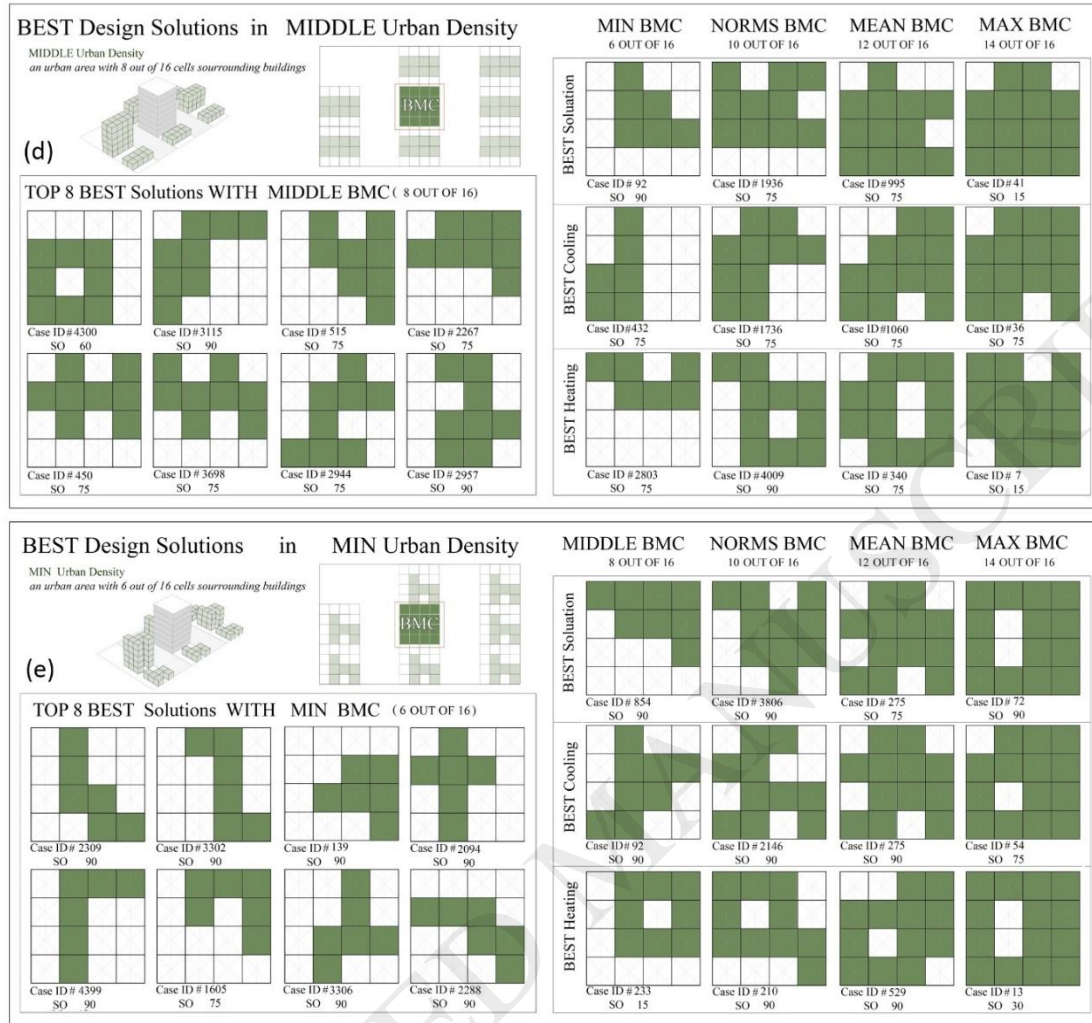 BEST Design Solutions in MIDDLE Urban Density
MIDDLE Urban Density
an urban area with 8 out of 16 cells sourrounding buildings
BMC
(d)
TOP 8 BEST Solutions WITH MIDDLE BMC ( 8 OUT OF 16)
Case ID# 4300
SO 60
Case ID # 3115
SO 90
Case ID # 515
SO 75
Case ID # 2267
SO 75
Case ID #450
SO 75
Case ID # 3698
SO 75
Case ID # 2944
SO 75
Case ID #2957
SO 90
MIN BMC
6 OUT OF 16
NORMS BMC
10 OUT OF 16
MEAN BMC
12 OUT OF 16
MAX BMC
14 OUT OF 16
BEST Soluation
Case ID# 92
SO 90
Case ID #1936
SO 75
Case ID #995
SO 75
Case ID # 41
SO 15
BEST Cooling
Case ID #432
SO 75
Case ID #1736
SO 75
Case ID #1060
SO 75
Case ID # 36
SO 75
BEST Heating
Case ID #2803
SO 75
Case ID # 4009
SO 90
Case ID # 340
SO 75
Case ID # 7
SO 15
BEST Design Solutions in MIN Urban Density
MIN Urban Density
an urban area with 6 out of 16 cells sourrounding buildings
BMC
(e)
TOP 8 BEST Solutions WITH MIN BMC ( 6 OUT OF 16)
Case ID # 2309
SO 90
Case ID # 3302
SO 90
Case ID # 139
SO 90
Case ID #2094
SO 90
Case ID #4399
SO 90
Case ID #1605
SO 75
Case ID #3306
SO 90
Case ID # 2288
SO 90
MIDDLE BMC
8 OUT OF 16
NORMS BMC
10 OUT OF 16
MEAN BMC
12 OUT OF 16
MAX BMC
14 OUT OF 16
BEST Soluation
Case ID # 854
SO 90
Case ID # 3806
SO 90
Case ID # 275
SO 75
Case ID # 72
SO 90
BEST Cooling
Case ID #92
SO 90
Case ID #2146
SO 90
Case ID # 275
SO 90
Case ID # 54
SO 75
BEST Heating
Case ID #233
SO 15
Case ID # 210
SO 90
Case ID # 529
SO 90
Case ID # 13
SO 30
ED MANUSCRI